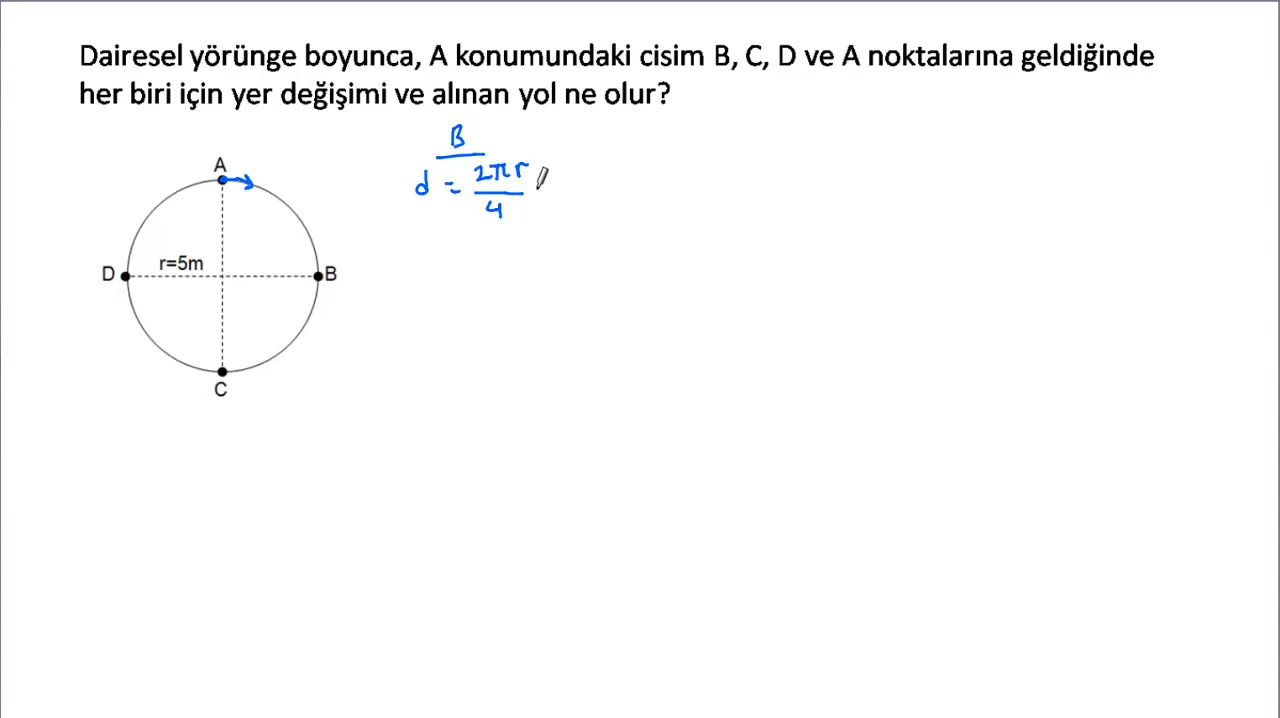 Dairesel yörünge boyunca, A konumundaki cisim B, C, D ve A noktalarına geldiğinde
her biri için yer değişimi ve alınan yol ne olur?
B
d = 2πr/4
A
r=5m
D
B
C